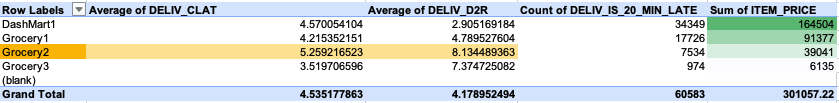 Row Labels Average of DELIV_CLAT Average of DELIV_D2R Count of DELIV_IS_20_MIN_LATE Sum of ITEM_PRICE
DashMart1 4.570054104 2.905169184 34349 164504
Grocery1 4.215352151 4.789527604 17726 91377
Grocery2 5.259216523 8.134489363 7534 39041
Grocery3 3.519706596 7.374725082 974 6135
(blank)
Grand Total 4.535177863 4.178952494 60583 301057.22